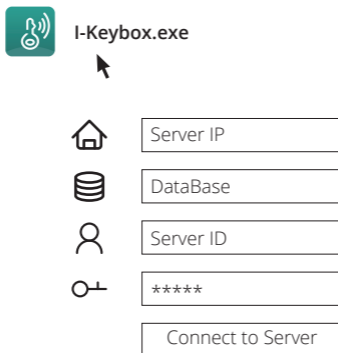 I-Keybox.exe
Server IP
DataBase
Server ID
*****
Connect to Server